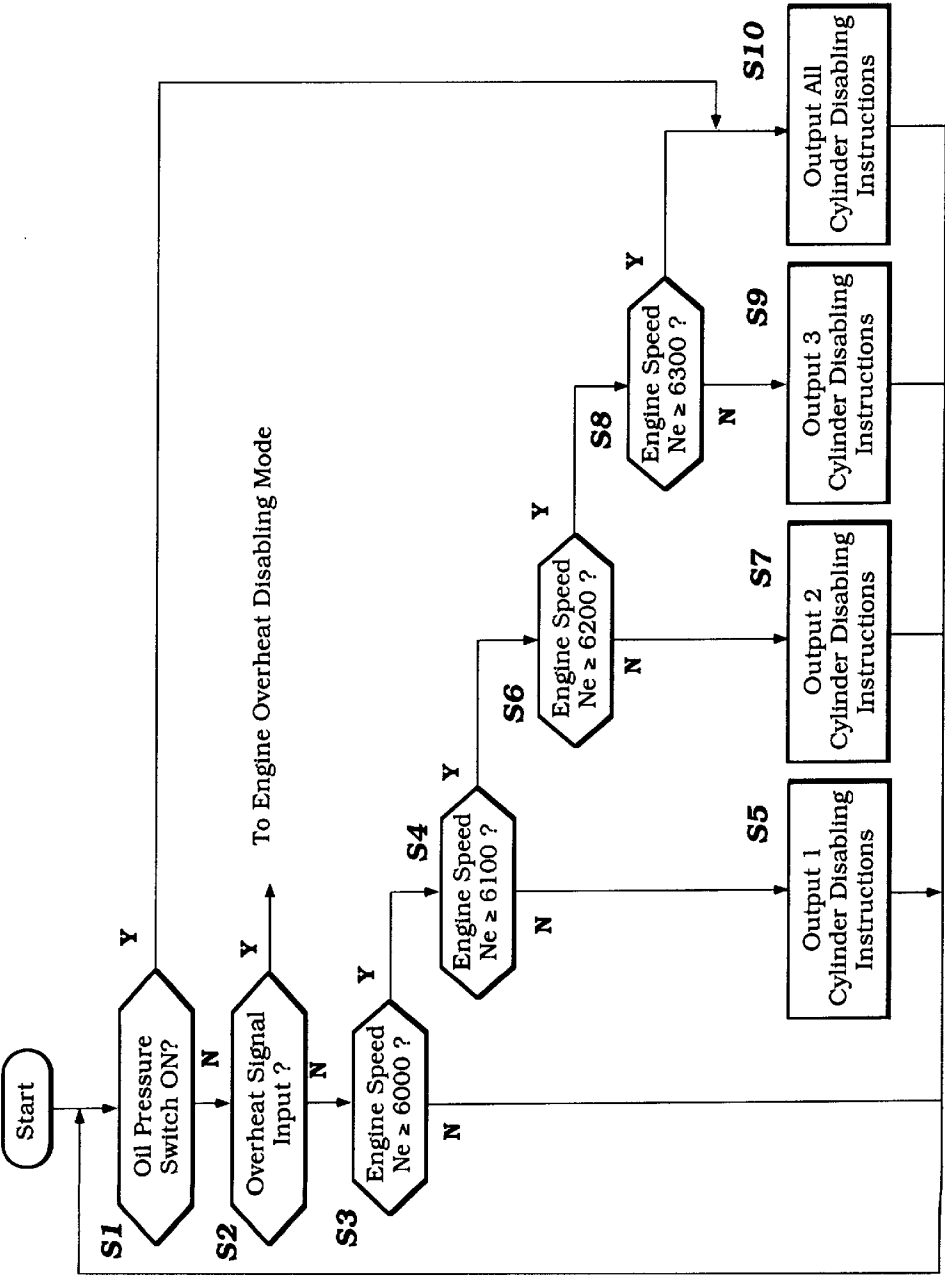 Start
S1
Oil Pressure
Switch ON?
Y
N
S2
Overheat Signal
Input ?
Y
To Engine Overheat Disabling Mode
N
S3
Engine Speed
Ne ≥ 6000 ?
Y
N
S4
Engine Speed
Ne ≥ 6100 ?
Y
N
S6
Engine Speed
Ne ≥ 6200 ?
Y
N
S8
Engine Speed
Ne ≥ 6300 ?
Y
N
S5
Output 1
Cylinder Disabling
Instructions
S7
Output 2
Cylinder Disabling
Instructions
S9
Output 3
Cylinder Disabling
Instructions
S10
Output All
Cylinder Disabling
Instructions